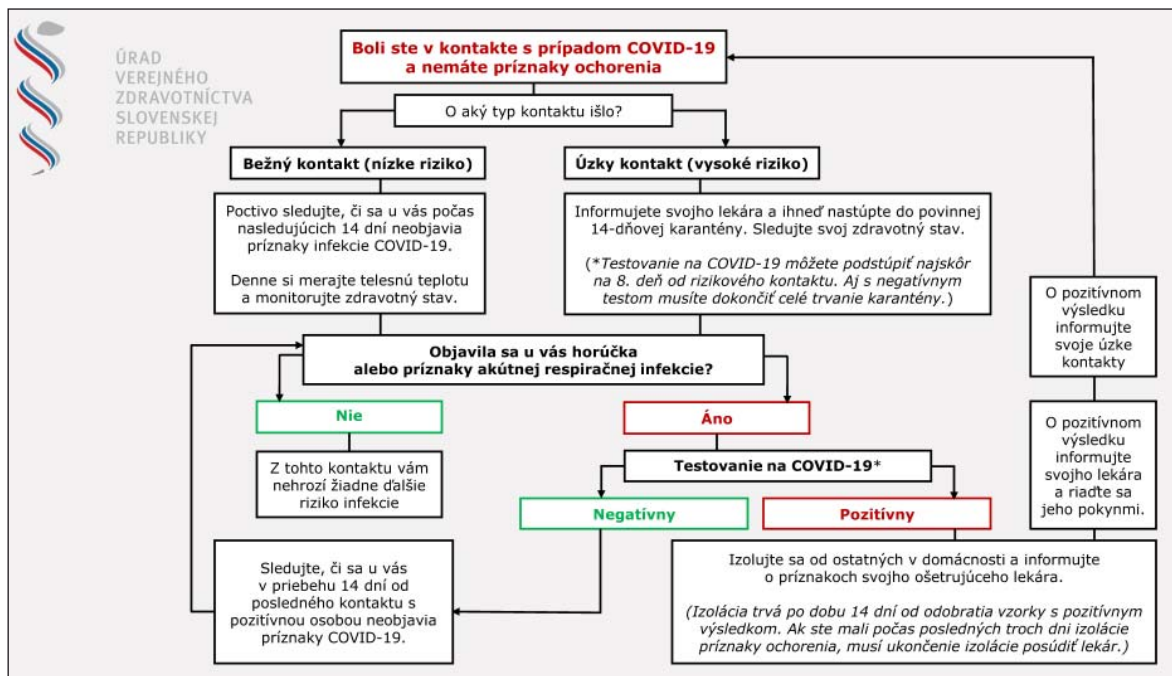 ÚRAD
VEREJNÉHO
ZDRAVOTNÍCTVA
SLOVENSKEJ
REPUBLIKY
Boli ste v kontakte s prípadom COVID-19
a nemáte príznaky ochorenia
O aký typ kontaktu išlo?
Bežný kontakt (nízke riziko)
Úzky kontakt (vysoké riziko)
Poctivo sledujte, či sa u vás počas
nasledujúcich 14 dní neobjavia
príznaky infekcie COVID-19.
Denne si merajte telesnú teplotu
a monitorujte zdravotný stav.
Informujete svojho lekára a ihneď nastúpte do povinnej
14-dňovej karantény. Sledujte svoj zdravotný stav.
(*Testovanie na COVID-19 môžete podstúpiť najskôr
na 8. deň od rizikového kontaktu. Aj s negatívnym
testom musíte dokončiť celé trvanie karantény.)
Objavila sa u vás horúčka
alebo príznaky akútnej respiračnej infekcie?
Nie
Áno
Z tohto kontaktu vám
nehrozí žiadne ďalšie
riziko infekcie
Testovanie na COVID-19*
Negatívny
Pozitívny
Sledujte, či sa u vás
v priebehu 14 dní od
posledného kontaktu s
pozitívnou osobou neobjavia
príznaky COVID-19.
Izolujte sa od ostatných v domácnosti a informujte
o príznakoch svojho ošetrujúceho lekára.
(Izolácia trvá po dobu 14 dní od odobratia vzorky s pozitívnym
výsledkom. Ak ste mali počas posledných troch dni izolácie
príznaky ochorenia, musí ukončenie izolácie posúdiť lekár.)
O pozitívnom
výsledku
informujte
svojho lekára
a riaďte sa
jeho pokynmi.
O pozitívnom
výsledku
informujte
svoje úzke
kontakty